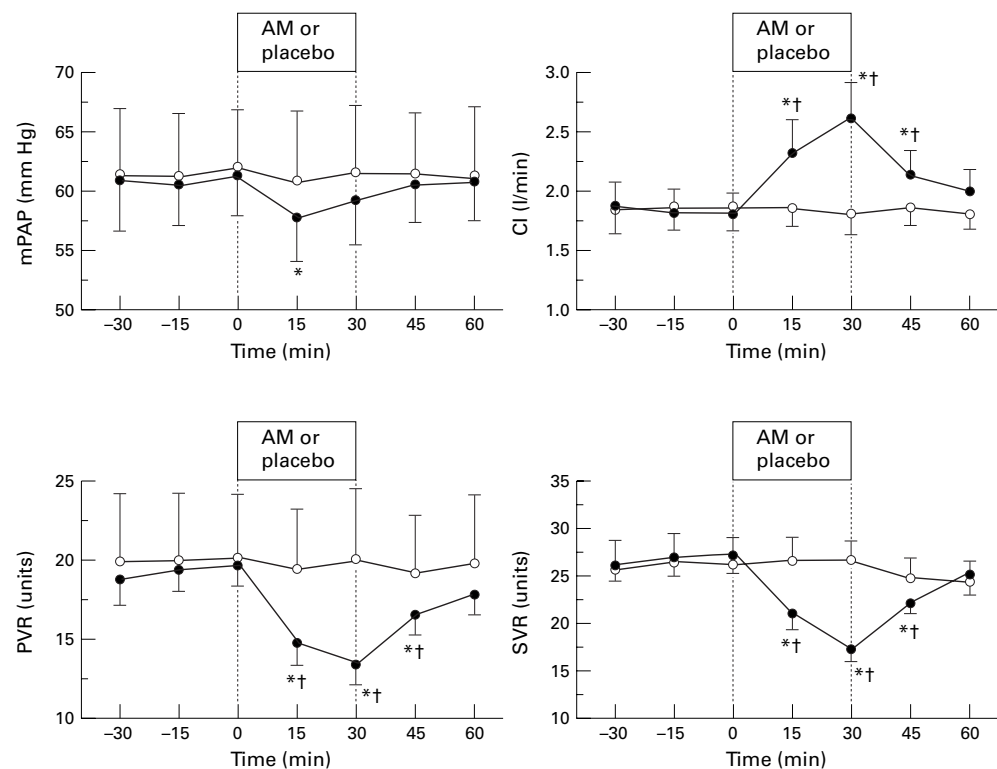 AM or
placebo
70
65
60
55
50
mPAP (mm Hg)
*
–30 –15 0 15 30 45 60
Time (min)
AM or
placebo
3.0
2.5
2.0
1.5
1.0
CI (l/min)
*† *† *†
–30 –15 0 15 30 45 60
Time (min)
AM or
placebo
25
20
15
10
PVR (units)
*† *† *†
–30 –15 0 15 30 45 60
Time (min)
AM or
placebo
35
30
25
20
15
10
SVR (units)
*† *† *†
–30 –15 0 15 30 45 60
Time (min)